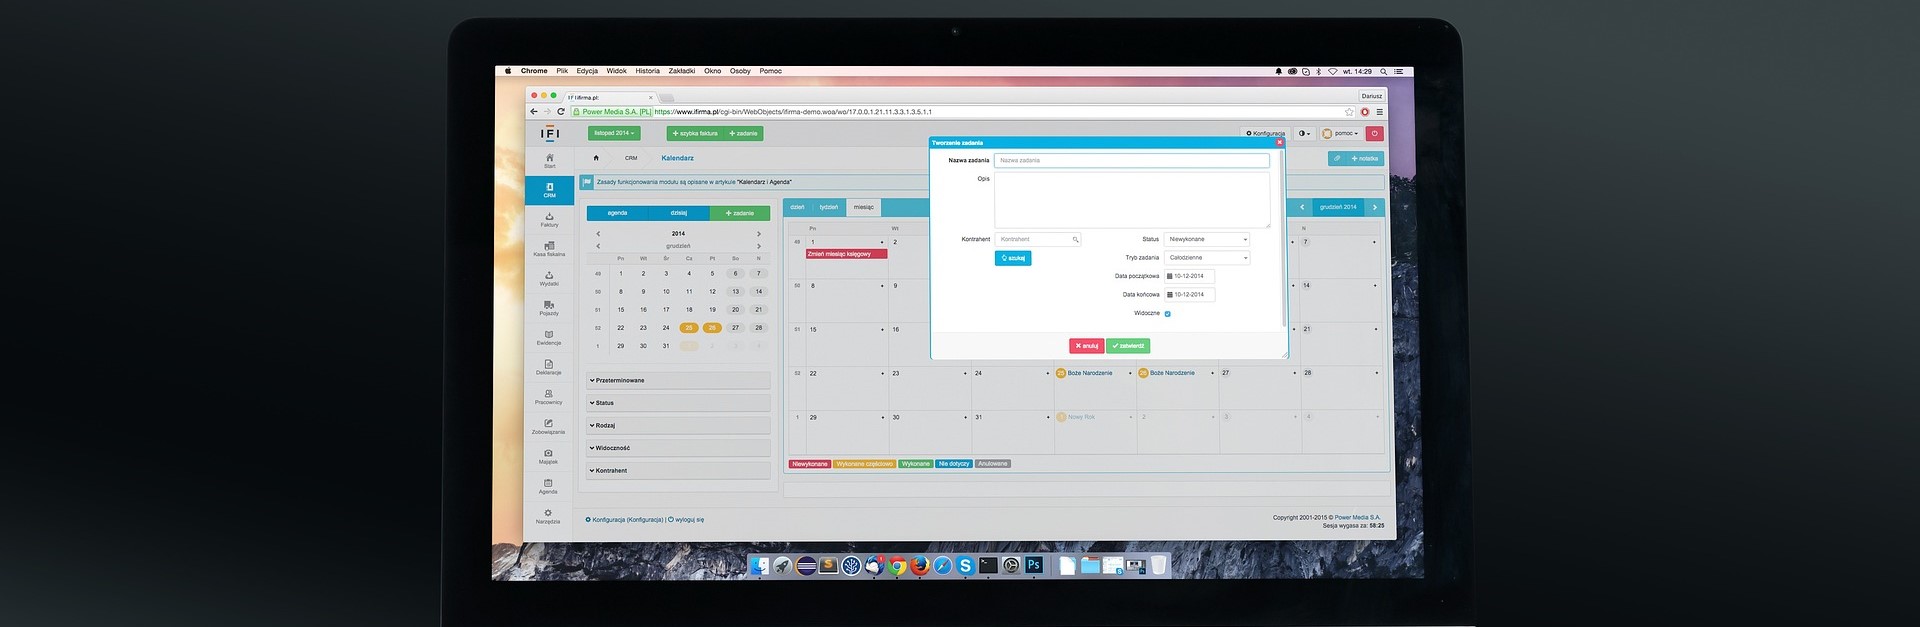 Chrome Plik Edycja Widok Historia Zakładki Okno Osoby Pomoc
wt. 14:29
IFIifirma.pl:
Dariusz
Power Media S.A. [PL] https://www.ifirma.pl/cgi-bin/WebObjects/ifirma-demo.woa/wo/17.0.0.1.21.11.3.3.1.3.5.1.1
IFI
listopad 2014
+ szybka faktura + zadanie
Konfiguracja
pomoc
Start
CRM
Kalendarz
+ notatka
Zasady funkcjonowania modułu są opisane w artykule "Kalendarz i Agenda"
CRM
Faktury
Kasa fiskalna
Wydatki
Pojazdy
Ewidencje
Deklaracje
Pracownicy
Zobowiązania
Majątek
Agenda
Narzędzia
agenda dzisiaj + zadanie
2014
grudzień
Pn Wt Śr Cz Pt So N
49 1 2 3 4 5 6 7
50 8 9 10 11 12 13 14
51 15 16 17 18 19 20 21
52 22 23 24 25 26 27 28
1 29 30 31 1 2 3 4
Przeterminowane
Status
Rodzaj
Widoczność
Kontrahent
dzień tydzień miesiąc
grudzień 2014
Pn Wt N
49 1 2 7
Zmień miesiąc księgowy
50 8 9 14
51 15 16 21
52 22 23 24 25 Boże Narodzenie 26 Boże Narodzenie 27 28
1 29 30 31 1 Nowy Rok 2 3 4
Niewykonane Wykonane częściowo Wykonane Nie dotyczy Anulowane
Tworzenie zadania
Nazwa zadania Nazwa zadania
Opis
Kontrahent Kontrahent
szukaj
Status Niewykonane
Tryb zadania Całodzienne
Data początkowa 10-12-2014
Data końcowa 10-12-2014
Widoczne
anuluj zatwierdź
Konfiguracja (Konfiguracja) | wyloguj się
Copyright 2001-2015 © Power Media S.A.
Sesja wygasa za: 58:25
S
S
Ps